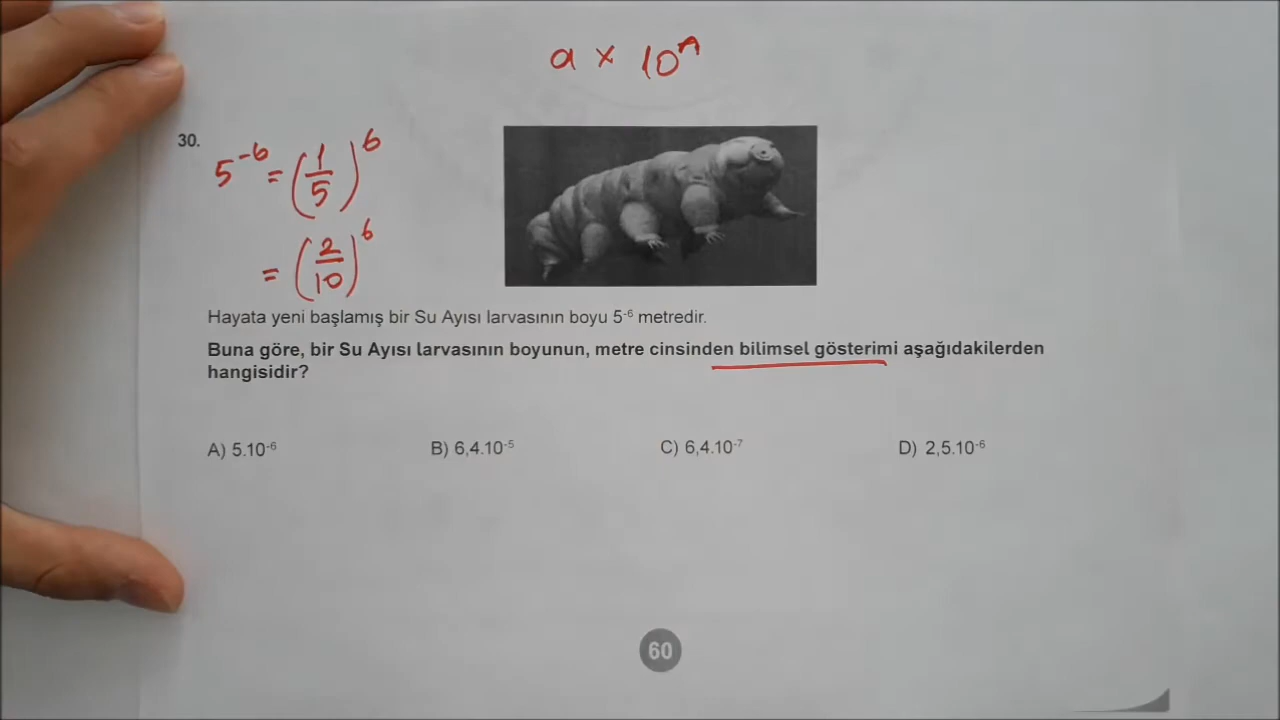 a × 10ᴬ
30.
5⁻⁶ = (1/5)⁶
= (2/10)⁶
Hayata yeni başlamış bir Su Ayısı larvasının boyu 5⁻⁶ metredir.
Buna göre, bir Su Ayısı larvasının boyunun, metre cinsinden bilimsel gösterimi aşağıdakilerden
hangisidir?
A) 5.10⁻⁶ B) 6,4.10⁻⁵ C) 6,4.10⁻⁷ D) 2,5.10⁻⁶
60